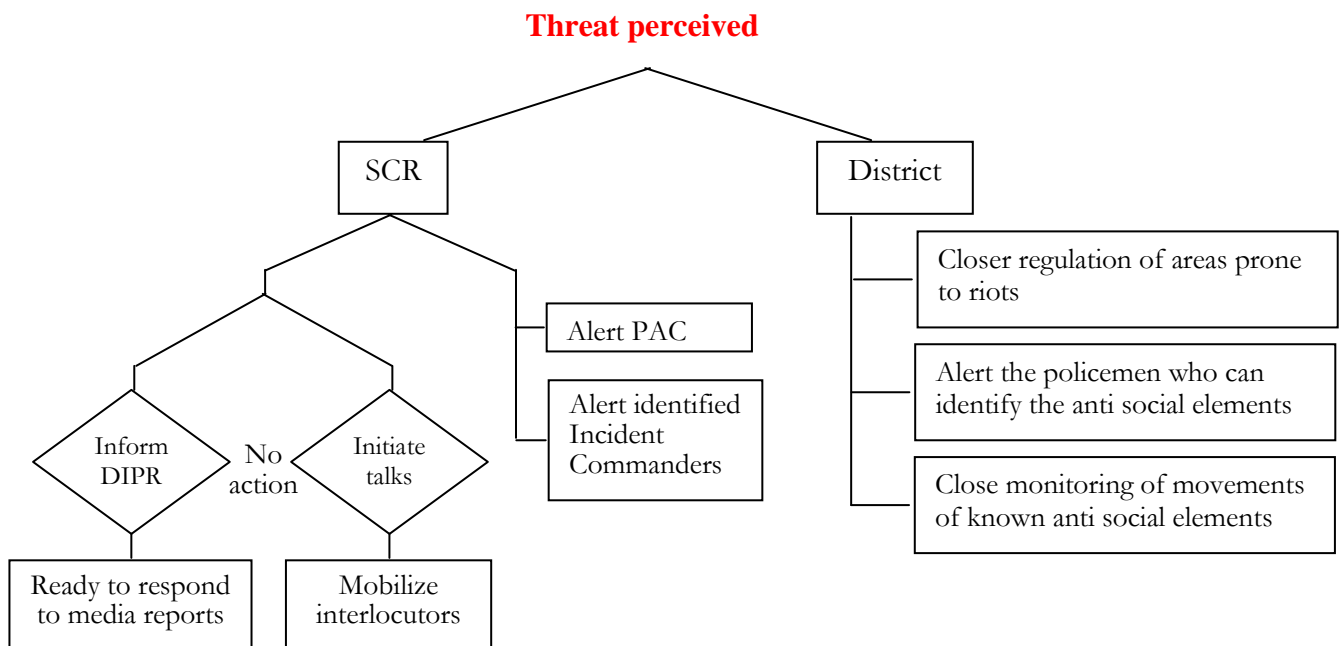 Threat perceived
SCR
District
Closer regulation of areas prone
to riots
Alert PAC
Alert the policemen who can
identify the anti social elements
Alert identified
Incident
Commanders
Inform
DIPR
No
action
Initiate
talks
Close monitoring of movements
of known anti social elements
Ready to respond
to media reports
Mobilize
interlocutors